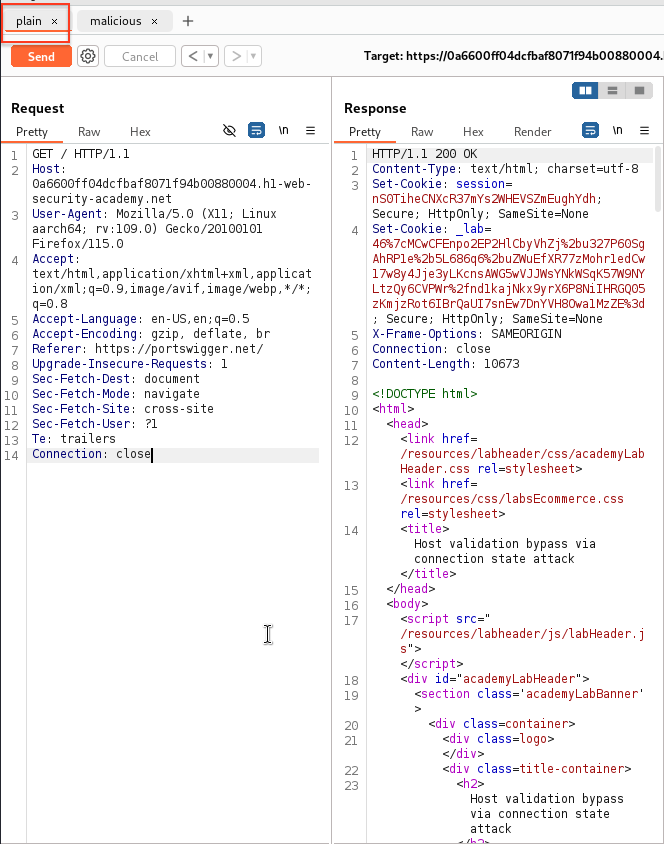 plain × malicious × +
Send Cancel < ▼ > ▼ Target: https://0a6600ff04dcfbaf8071f94b00880004.
Request
Pretty Raw Hex \n ≡
1 GET / HTTP/1.1
2 Host:
0a6600ff04dcfbaf8071f94b00880004.h1-web-
security-academy.net
3 User-Agent: Mozilla/5.0 (X11; Linux
aarch64; rv:109.0) Gecko/20100101
Firefox/115.0
4 Accept:
text/html,application/xhtml+xml,applicat
ion/xml;q=0.9,image/avif,image/webp,*/*;
q=0.8
5 Accept-Language: en-US,en;q=0.5
6 Accept-Encoding: gzip, deflate, br
7 Referer: https://portswigger.net/
8 Upgrade-Insecure-Requests: 1
9 Sec-Fetch-Dest: document
10 Sec-Fetch-Mode: navigate
11 Sec-Fetch-Site: cross-site
12 Sec-Fetch-User: ?1
13 Te: trailers
14 Connection: close
Response
Pretty Raw Hex Render \n ≡
1 HTTP/1.1 200 OK
2 Content-Type: text/html; charset=utf-8
3 Set-Cookie: session=
nS0TiheCNXcR37mYs2WHEVSZmEughYdh;
Secure; HttpOnly; SameSite=None
4 Set-Cookie: _lab=
46%7cMCwCFEnpo2EP2HlCbyVhZj%2bu327P60Sg
AhRP1e%2b5L686q6%2buZWuEfXR77zMohr1edCw
17w8y4Jje3yLKcnsAWG5wVJJWsYNkWSqK57W9NY
LtzQy6CVPWr%2fnd1kajNkx9yrX6P8NiIHRGQ05
zKmjzRot6IBrQaUI7snEw7DnYVH8Owa1MzZE%3d
; Secure; HttpOnly; SameSite=None
5 X-Frame-Options: SAMEORIGIN
6 Connection: close
7 Content-Length: 10673
8
9 <!DOCTYPE html>
10 <html>
11 <head>
12 <link href=
/resources/labheader/css/academyLab
Header.css rel=stylesheet>
13 <link href=
/resources/css/labsEcommerce.css
rel=stylesheet>
14 <title>
Host validation bypass via
connection state attack
</title>
15 </head>
16 <body>
17 <script src="
/resources/labheader/js/labHeader.j
s">
</script>
18 <div id="academyLabHeader">
19 <section class='academyLabBanner'
>
20 <div class=container>
21 <div class=logo>
</div>
22 <div class=title-container>
23 <h2>
Host validation bypass
via connection state
attack
</h2>